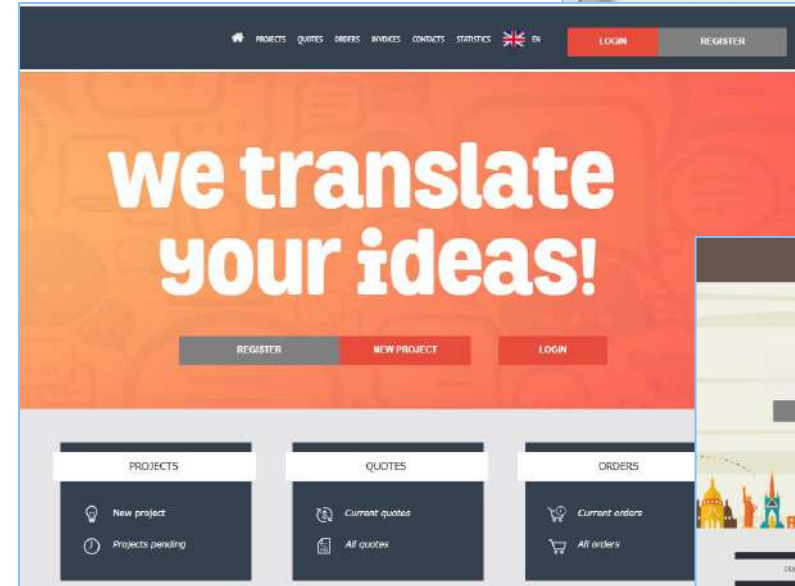 PROJECTS QUOTES ORDERS INVOICES CONTACTS STATISTICS EN LOGIN REGISTER
we translate
your ideas!
REGISTER NEW PROJECT LOGIN
PROJECTS QUOTES ORDERS
New project Current quotes Current orders
Projects pending All quotes All orders